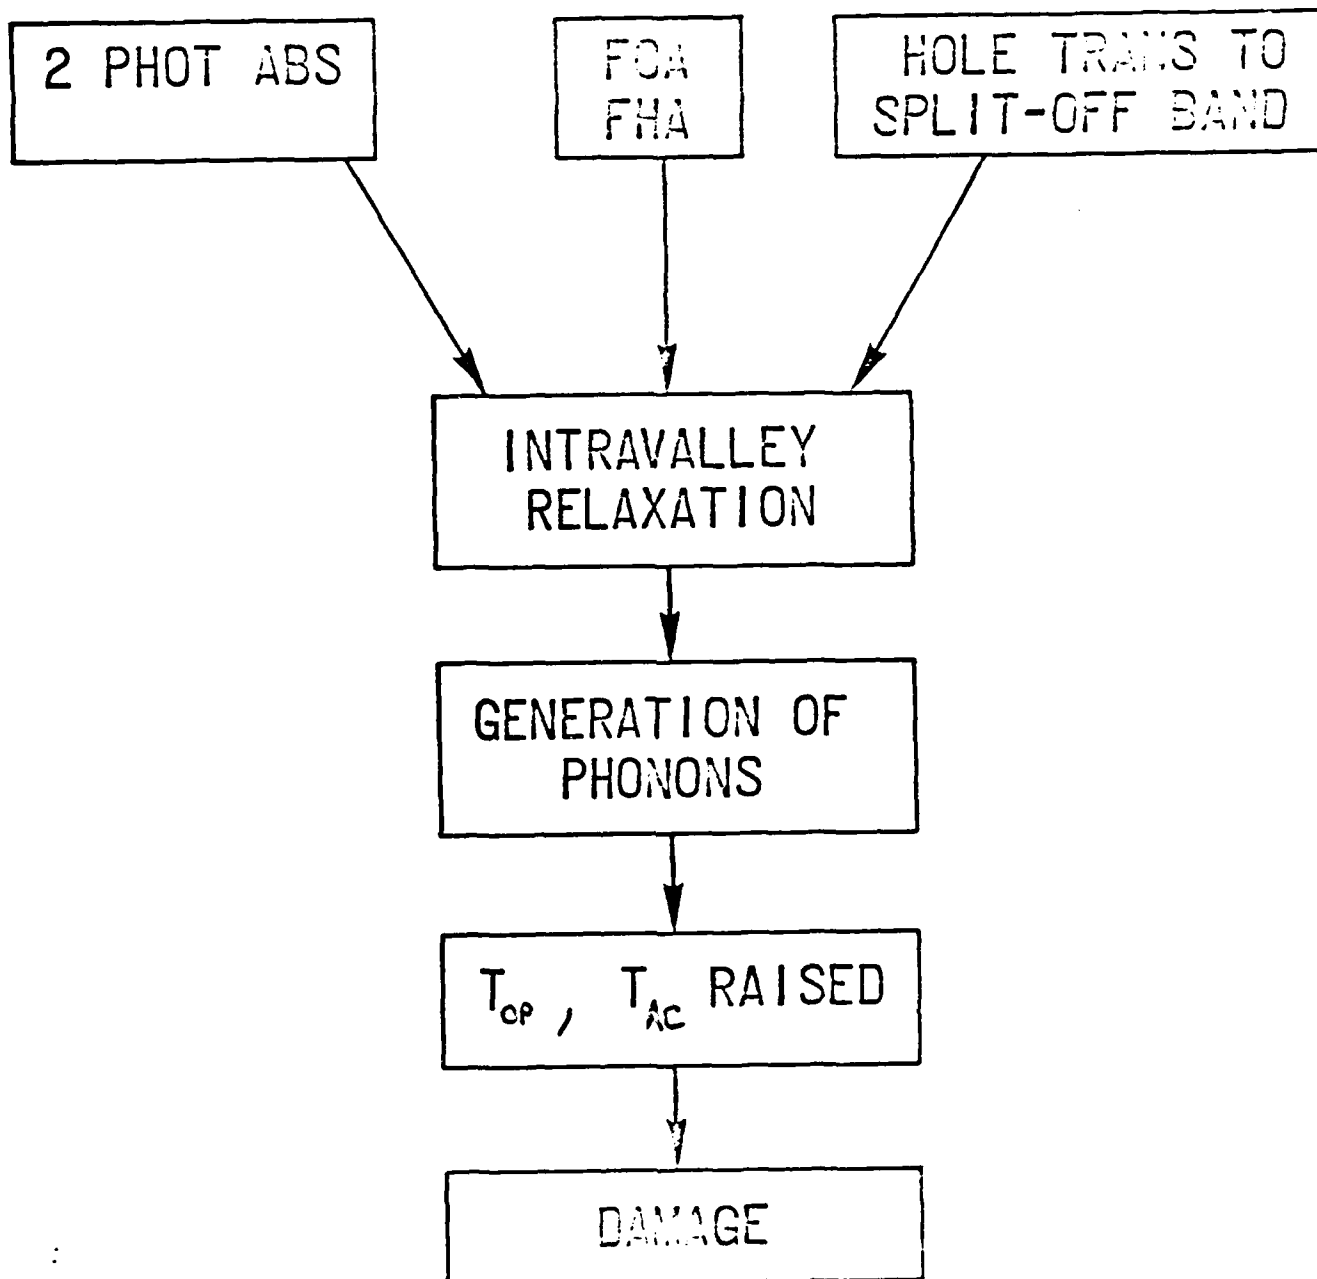 2 PHOT ABS
FCA
FHA
HOLE TRANS TO
SPLIT-OFF BAND
INTRAVALLEY
RELAXATION
GENERATION OF
PHONONS
T_OP , T_AC RAISED
DAMAGE